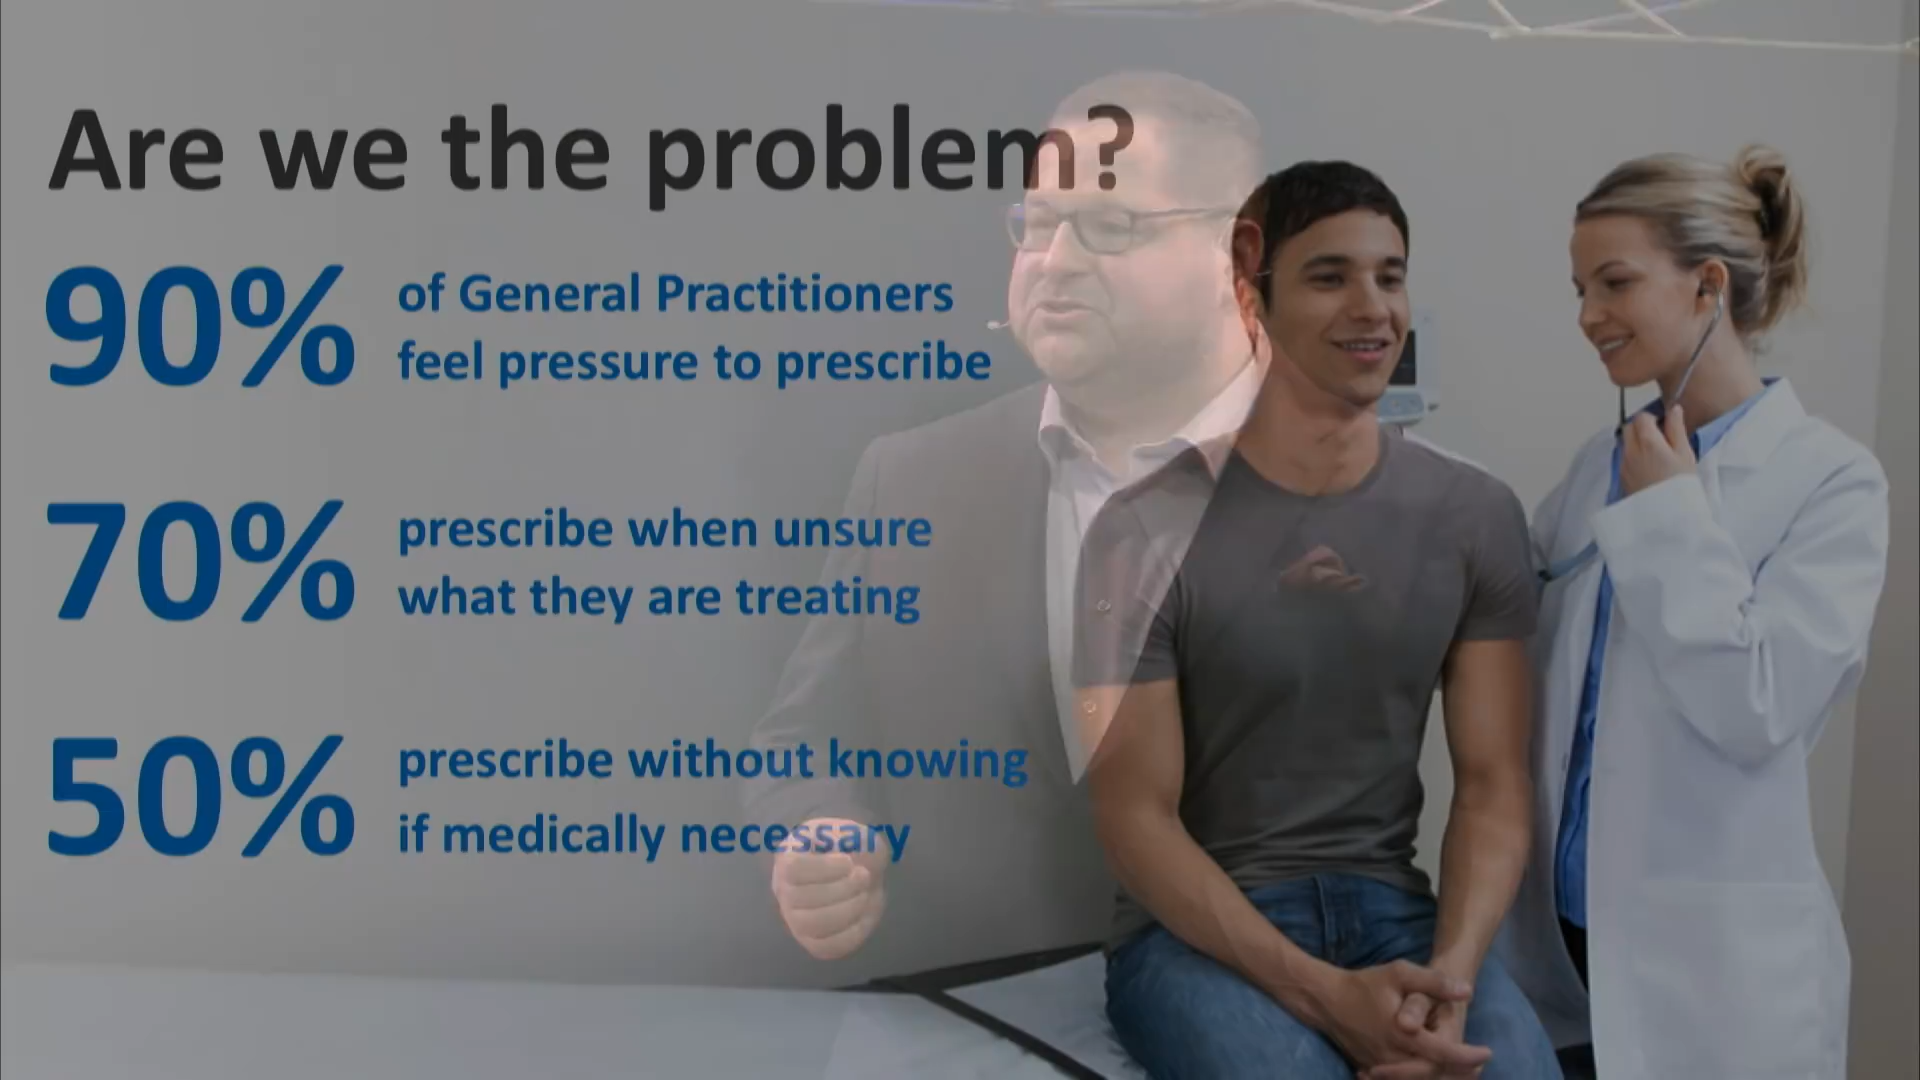 Are we the problem?
90% of General Practitioners
feel pressure to prescribe
70% prescribe when unsure
what they are treating
50% prescribe without knowing
if medically necessary